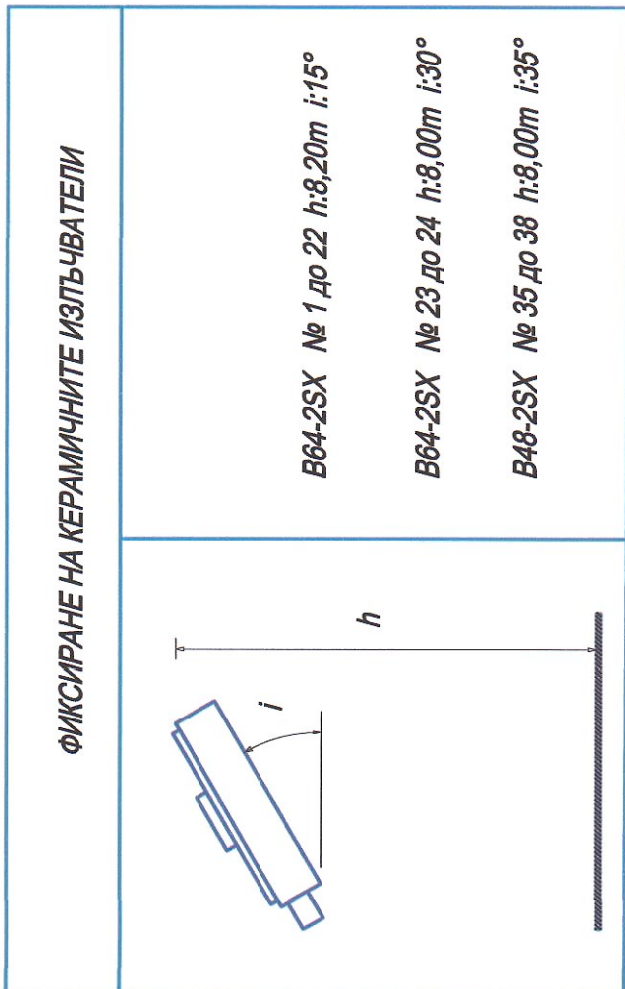 ФИКСИРАНЕ НА КЕРАМИЧНИТЕ ИЗЛЪЧВАТЕЛИ
i
h
B64-2SX № 1 до 22 h:8,20m i:15°
B64-2SX № 23 до 24 h:8,00m i:30°
B48-2SX № 35 до 38 h:8,00m i:35°